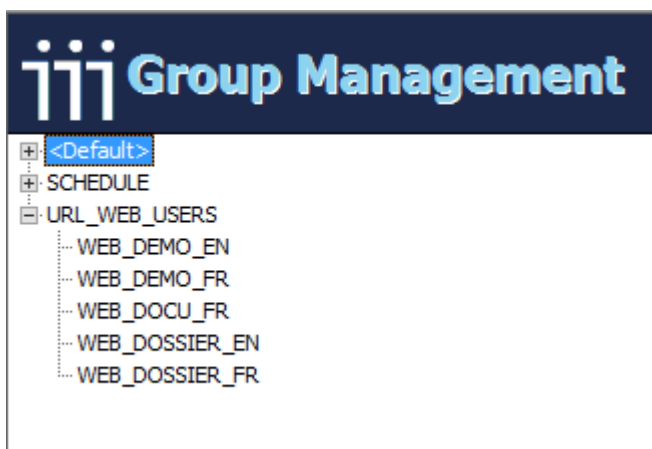 Group Management
<Default>
SCHEDULE
URL_WEB_USERS
WEB_DEMO_EN
WEB_DEMO_FR
WEB_DOCU_FR
WEB_DOSSIER_EN
WEB_DOSSIER_FR